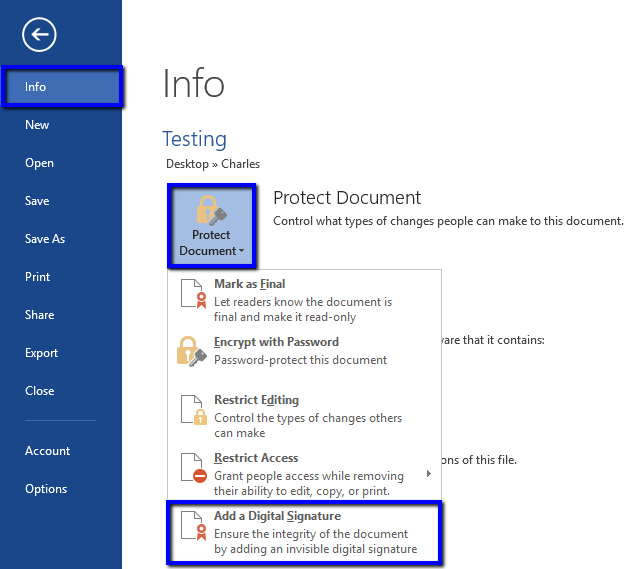 Info
New
Open
Save
Save As
Print
Share
Export
Close
Account
Options
Info
Testing
Desktop » Charles
Protect
Document
Protect Document
Control what types of changes people can make to this document.
Mark as Final
Let readers know the document is
final and make it read-only
Encrypt with Password
Password-protect this document
Restrict Editing
Control the types of changes others
can make
Restrict Access
Grant people access while removing
their ability to edit, copy, or print.
Add a Digital Signature
Ensure the integrity of the document
by adding an invisible digital signature
ware that it contains:
ons of this file.